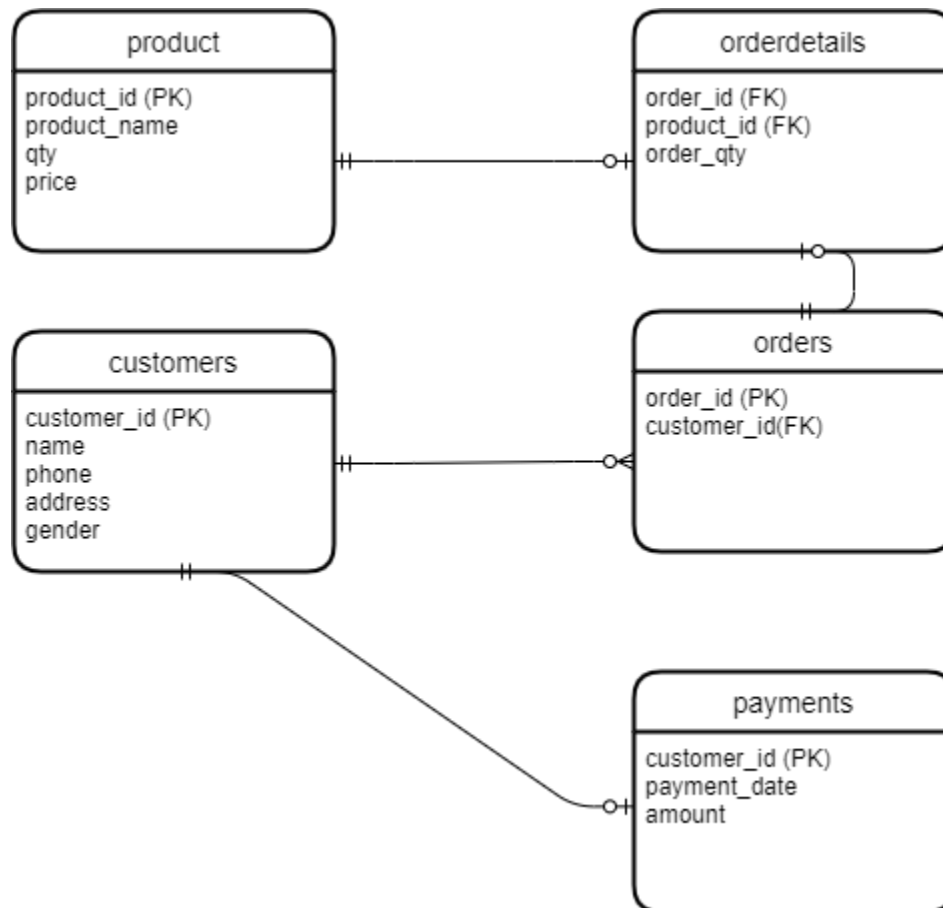 product
product_id (PK)
product_name
qty
price
orderdetails
order_id (FK)
product_id (FK)
order_qty
customers
customer_id (PK)
name
phone
address
gender
orders
order_id (PK)
customer_id(FK)
payments
customer_id (PK)
payment_date
amount